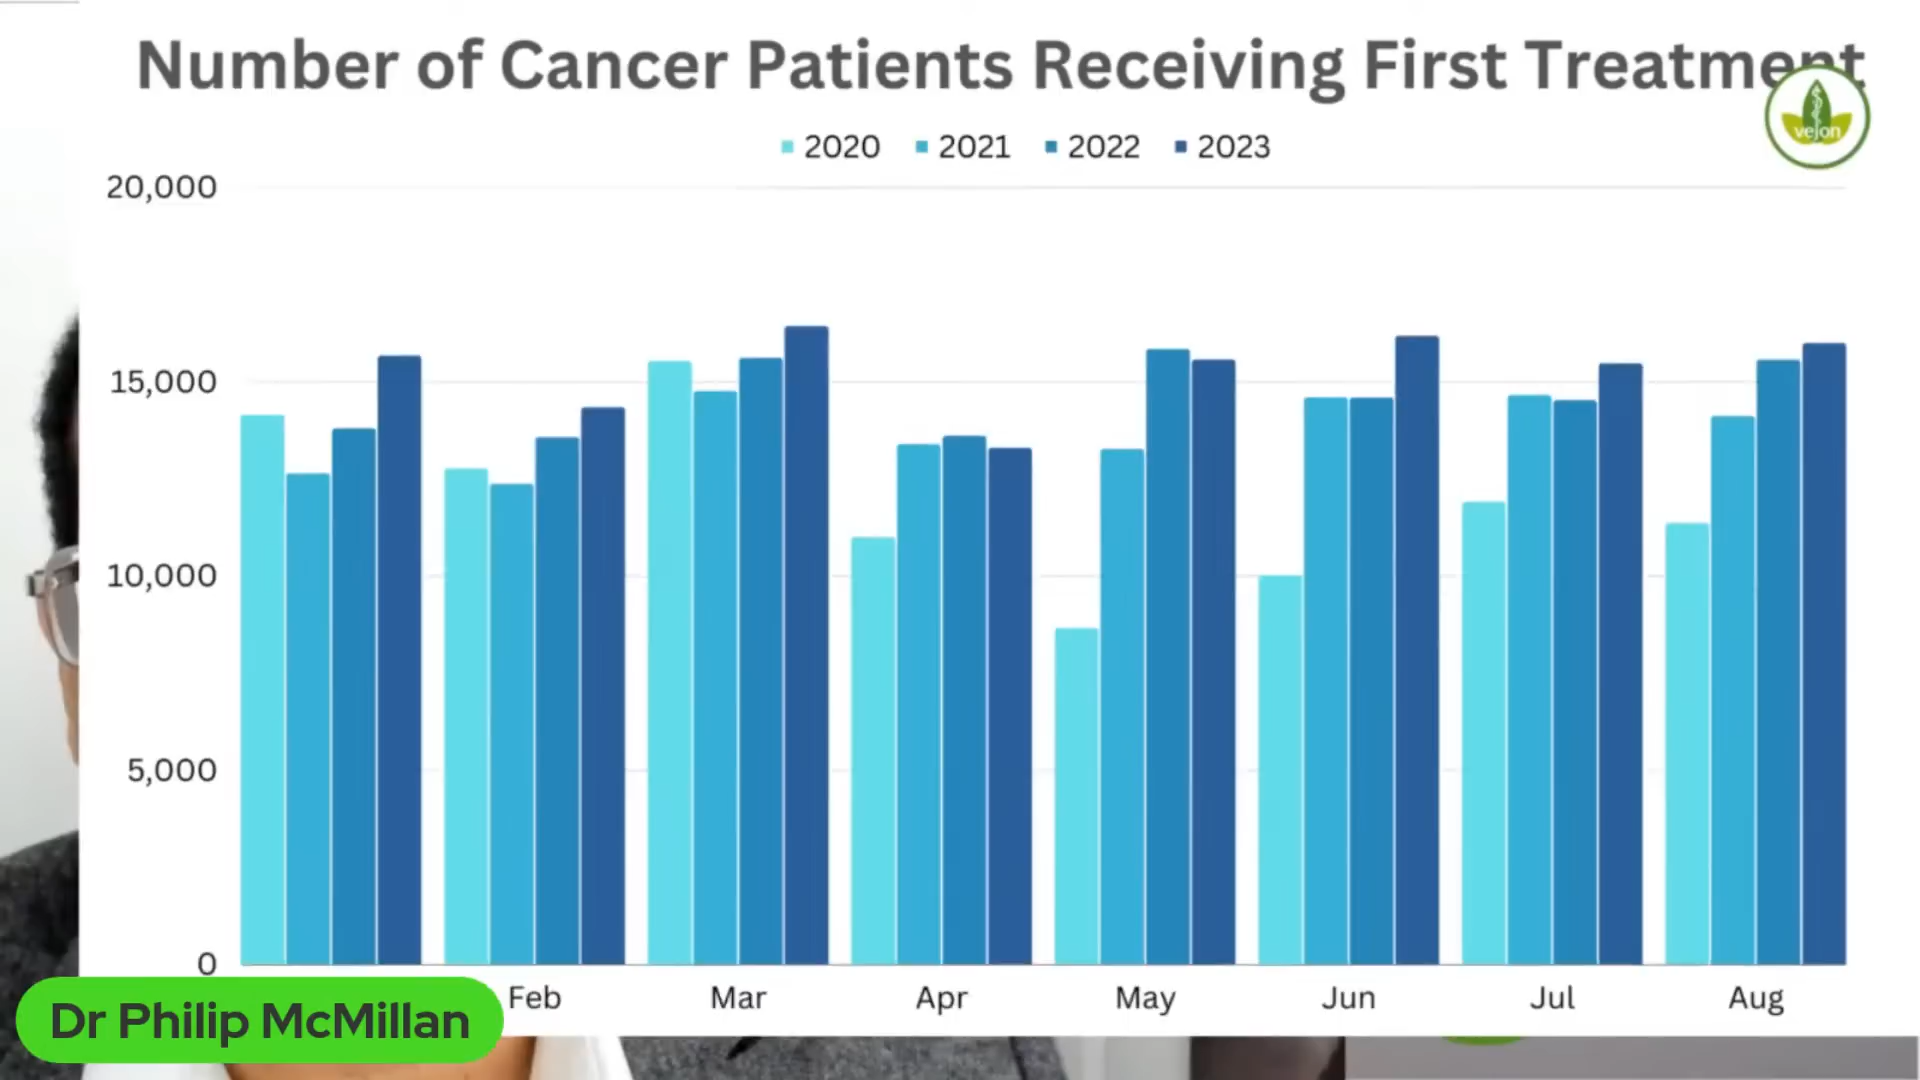 Number of Cancer Patients Receiving First Treatment
2020 2021 2022 2023
vejon
20,000
15,000
10,000
5,000
0
Feb Mar Apr May Jun Jul Aug
Dr Philip McMillan